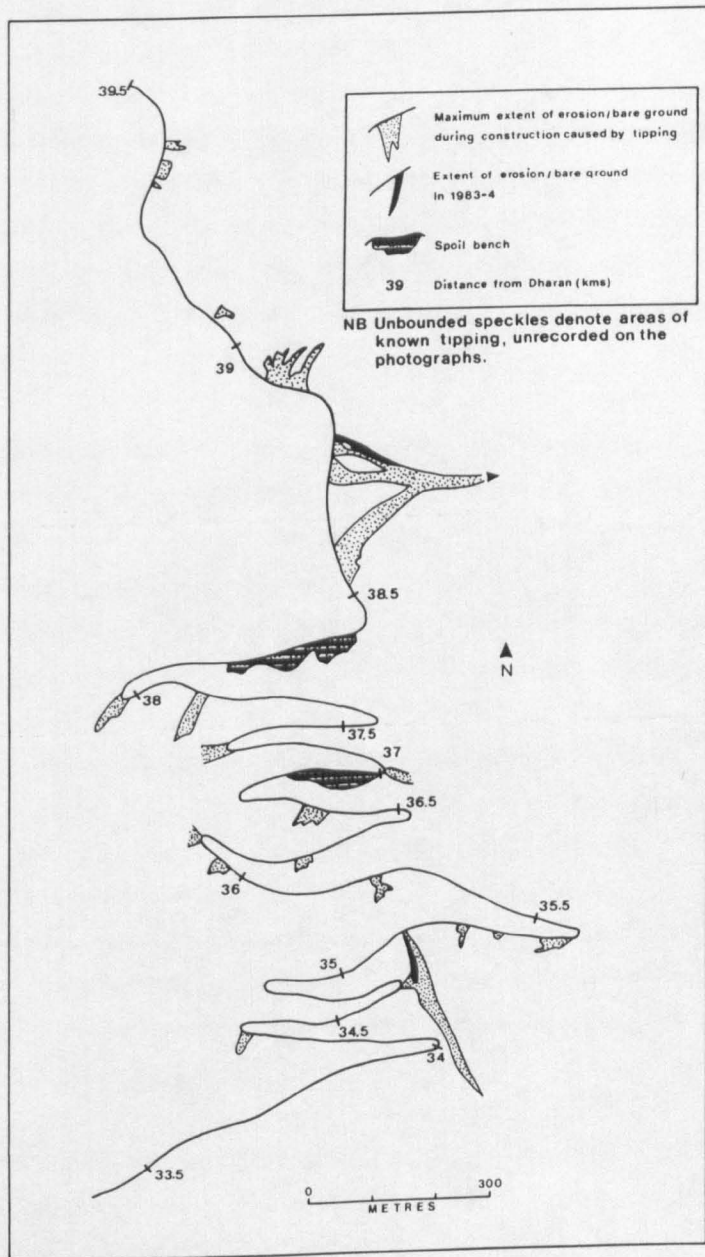 39.5
Maximum extent of erosion/bare ground
during construction caused by tipping
Extent of erosion/bare ground
In 1983-4
Spoil bench
39 Distance from Dharan (kms)
NB Unbounded speckles denote areas of
known tipping, unrecorded on the
photographs.
39
38.5
N
38
37.5
37
36.5
36
35.5
35
34.5
34
33.5
0 300
METRES